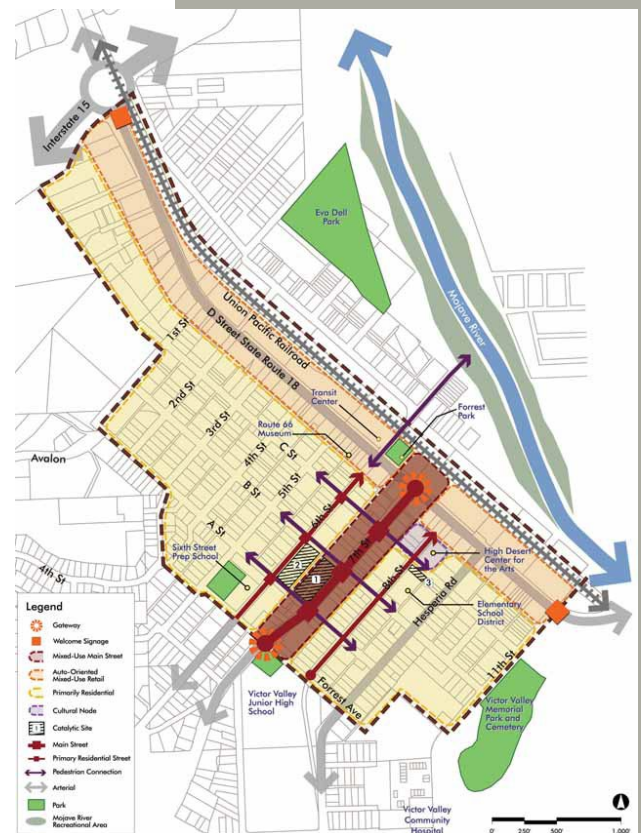 Interstate 15
Eva Dell
Park
Mojave River
Union Pacific Railroad
D Street State Route 18
1st St
2nd St
3rd St
4th St
C St
B St
5th St
A St
6th St
7th St
8th St
Transit
Center
Route 66
Museum
Forrest
Park
Avalon
4th St
Sixth Street
Prep School
2
1
3
High Desert
Center for
the Arts
Hesperia Rd
Elementary
School
District
11th St
Forrest Ave
Victor Valley
Junior High
School
Victor Valley
Memorial
Park and
Cemetery
Victor Valley
Community
Hospital
Legend
Gateway
Welcome Signage
Mixed-Use Main Street
Auto-Oriented
Mixed-Use Retail
Primarily Residential
Cultural Node
1
Catalytic Site
Main Street
Primary Residential Street
Pedestrian Connection
Arterial
Park
Mojave River
Recreational Area
0 250' 500' 1,000'